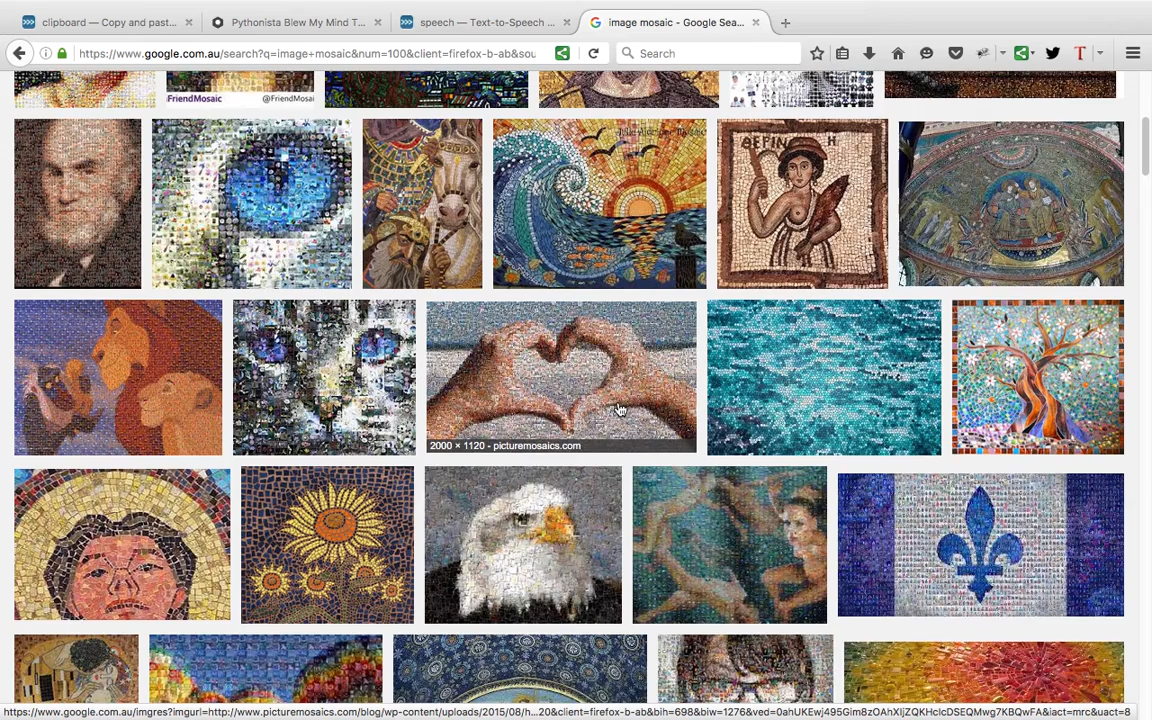 clipboard — Copy and past...
Pythonista Blew My Mind T...
speech — Text-to-Speech ...
image mosaic - Google Sea...
https://www.google.com.au/search?q=image+mosaic&num=100&client=firefox-b-ab&sou
Search
FriendMosaic
@FriendMosai
ΘΕΡΙΝ Η
2000 × 1120 - picturemosaics.com
https://www.google.com.au/imgres?imgurl=http://www.picturemosaics.com/blog/wp-content/uploads/2015/08/h...20&client=firefox-b-ab&bih=698&biw=1276&ved=0ahUKEwj495Gim8zOAhXIjZQKHclcDSEQMwg7KBQwFA&iact=mrc&uact=8